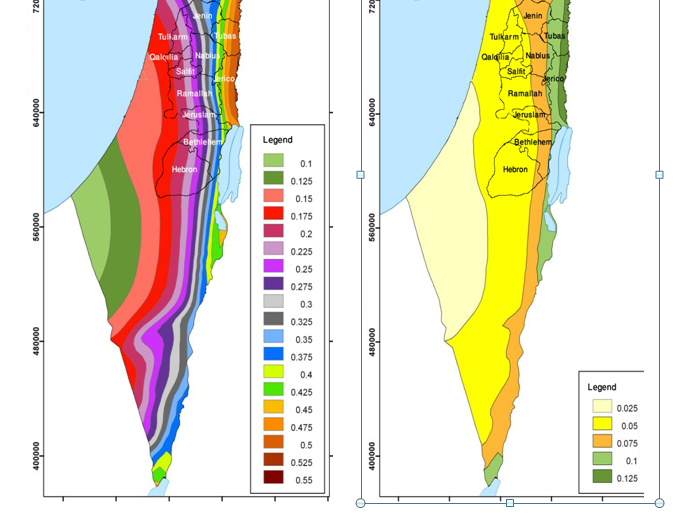 720
Jenin
Tulkarm
Tubas
Qalqilia
Nablus
Salfit
Jerico
Ramallah
640000
Jeruslam
Bethlehem
Hebron
560000
480000
400000
Legend
0.1
0.125
0.15
0.175
0.2
0.225
0.25
0.275
0.3
0.325
0.35
0.375
0.4
0.425
0.45
0.475
0.5
0.525
0.55
720
Jenin
Tulkarm
Tubas
Qalqilia
Nablus
Salfit
Jerico
Ramallah
640000
Jeruslam
Bethlehem
Hebron
560000
480000
400000
Legend
0.025
0.05
0.075
0.1
0.125